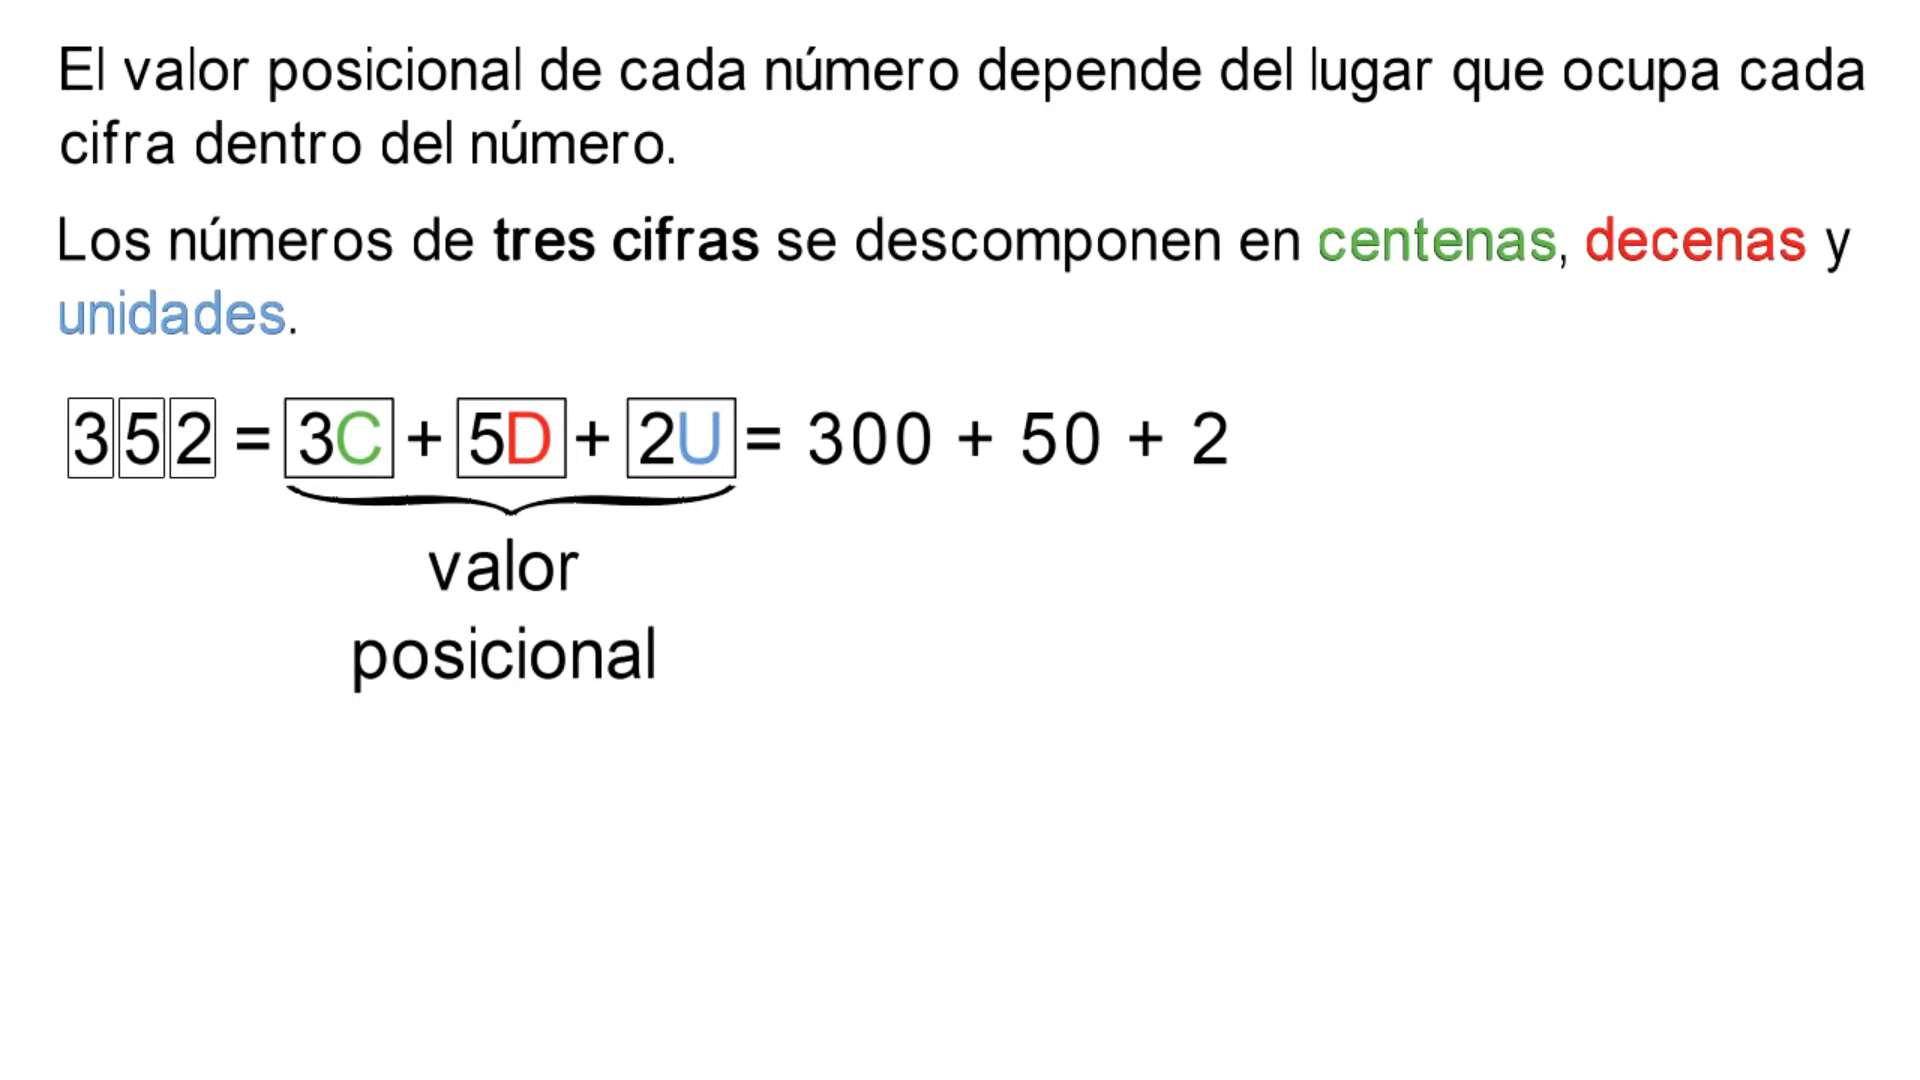 El valor posicional de cada número depende del lugar que ocupa cada
cifra dentro del número.
Los números de tres cifras se descomponen en centenas, decenas y
unidades.
352 = 3C + 5D + 2U = 300 + 50 + 2
valor
posicional